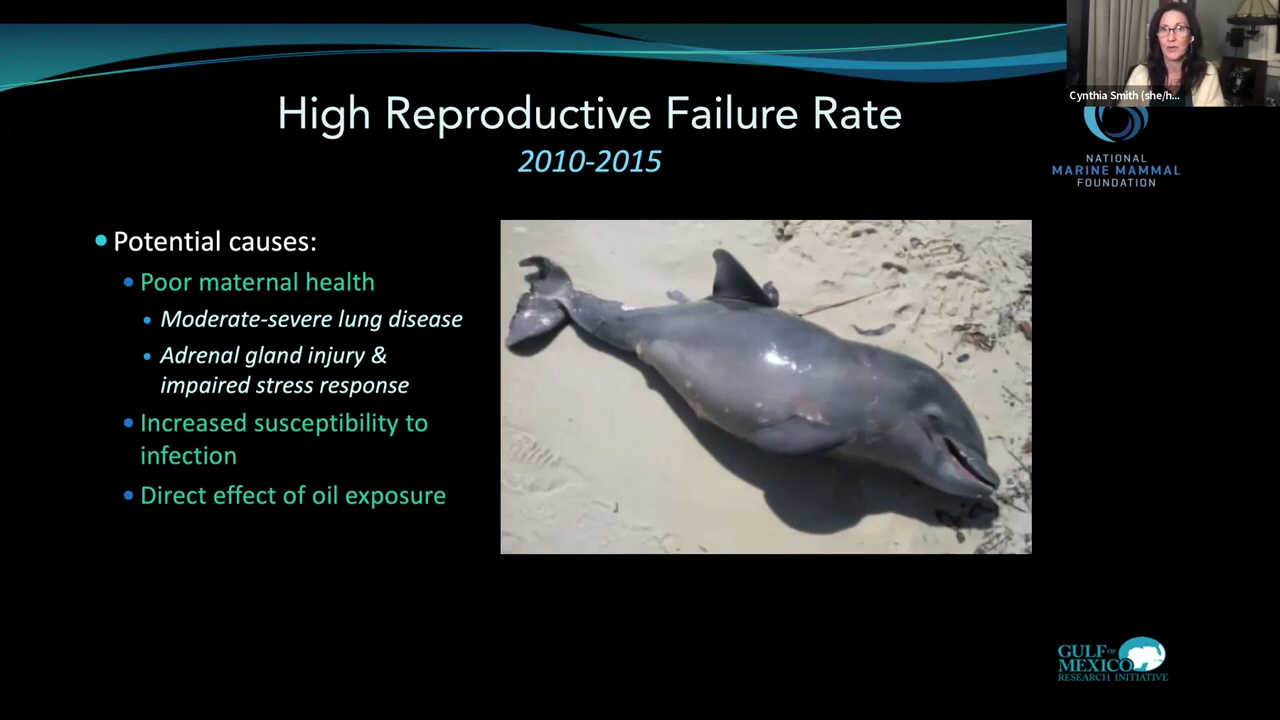 Cynthia Smith (she/h...
High Reproductive Failure Rate
2010-2015
NATIONAL
MARINE MAMMAL
FOUNDATION
• Potential causes:
• Poor maternal health
• Moderate-severe lung disease
• Adrenal gland injury &
impaired stress response
• Increased susceptibility to
infection
• Direct effect of oil exposure
GULF OF
MEXICO
RESEARCH INITIATIVE